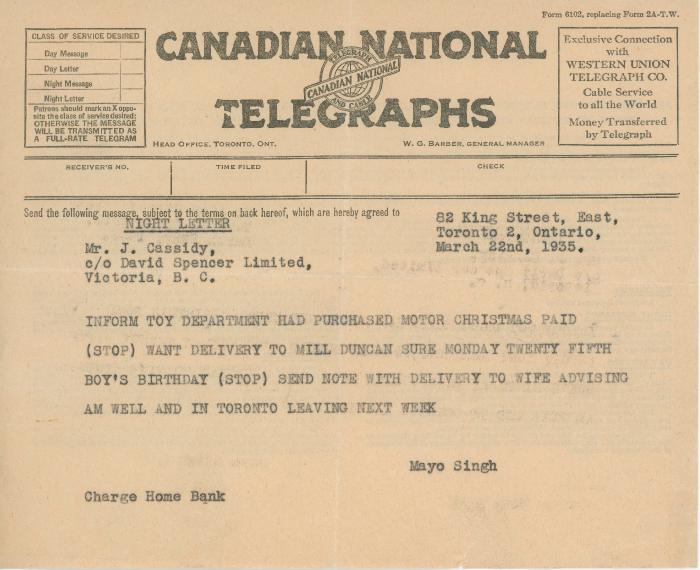 Form 6102, replacing Form 2A-T.W.
CLASS OF SERVICE DESIRED
Day Message
Day Letter
Night Message
Night Letter
Patrons should mark an X oppo-
site the class of service desired;
OTHERWISE THE MESSAGE
WILL BE TRANSMITTED AS
A FULL-RATE TELEGRAM
CANADIAN NATIONAL
TELEGRAPH
CANADIAN NATIONAL
AND CABLE
TELEGRAPHS
HEAD OFFICE, TORONTO, ONT.
W. G. BARBER, GENERAL MANAGER
Exclusive Connection
with
WESTERN UNION
TELEGRAPH CO.
Cable Service
to all the World
Money Transferred
by Telegraph
RECEIVER'S NO.
TIME FILED
CHECK
Send the following message, subject to the terms on back hereof, which are hereby agreed to
NIGHT LETTER
82 King Street, East,
Toronto 2, Ontario,
March 22nd, 1935.
Mr. J. Cassidy,
c/o David Spencer Limited,
Victoria, B. C.
INFORM TOY DEPARTMENT HAD PURCHASED MOTOR CHRISTMAS PAID
(STOP) WANT DELIVERY TO MILL DUNCAN SURE MONDAY TWENTY FIFTH
BOY'S BIRTHDAY (STOP) SEND NOTE WITH DELIVERY TO WIFE ADVISING
AM WELL AND IN TORONTO LEAVING NEXT WEEK
Mayo Singh
Charge Home Bank